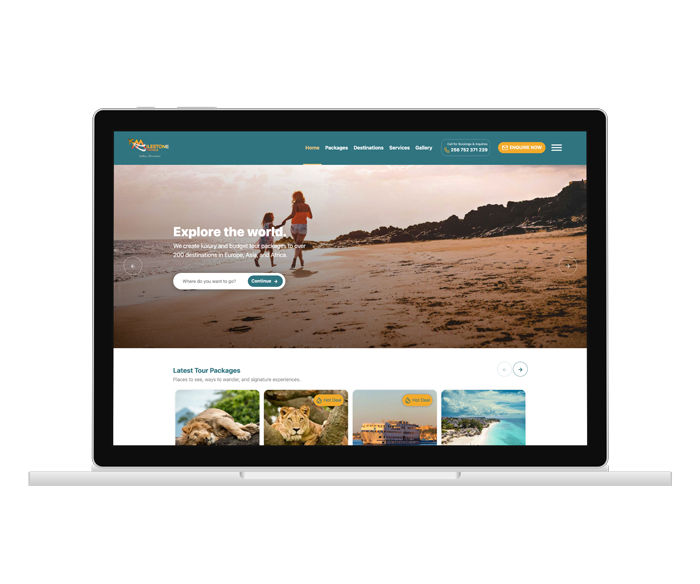 MILESTONE
Home
Packages
Destinations
Services
Gallery
Call for Bookings & Inquiries
256 752 371 239
ENQUIRE NOW
Explore the world.
We create luxury and budget tour packages to over
200 destinations in Europe, Asia, and Africa.
Where do you want to go?
Continue
Latest Tour Packages
Places to see, ways to wander, and signature experiences.
Hot Deal
Hot Deal